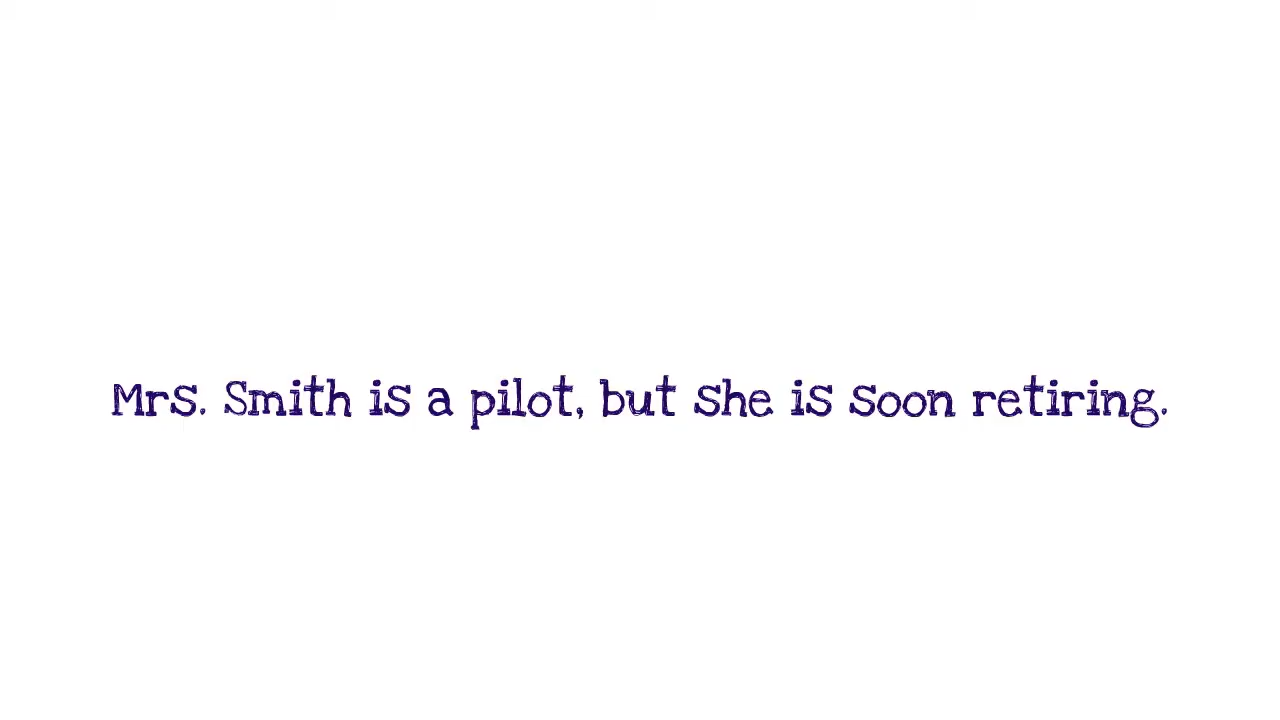 Mrs. Smith is a pilot, but she is soon retiring.